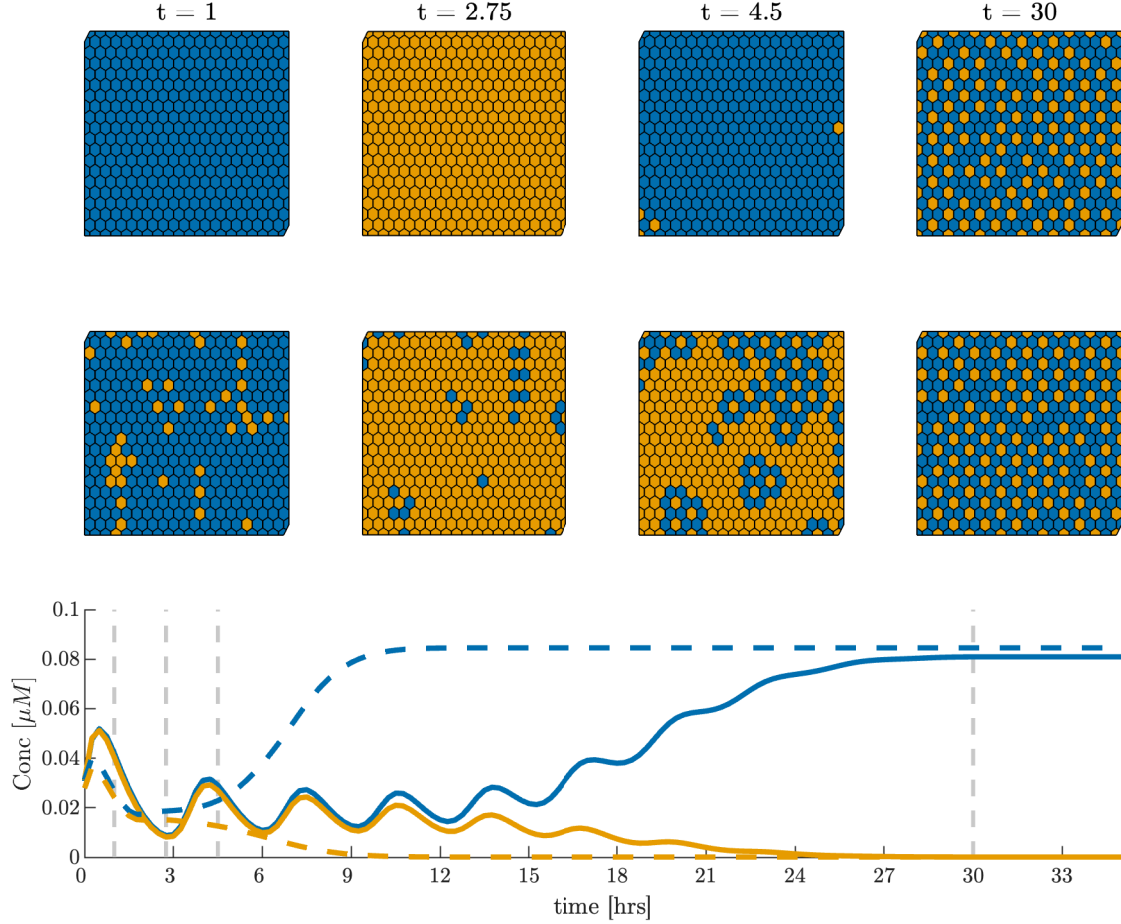 t = 1 t = 2.75 t = 4.5 t = 30
0.1
0.08
0.06
0.04
0.02
0
Conc [μM]
0 3 6 9 12 15 18 21 24 27 30 33
time [hrs]